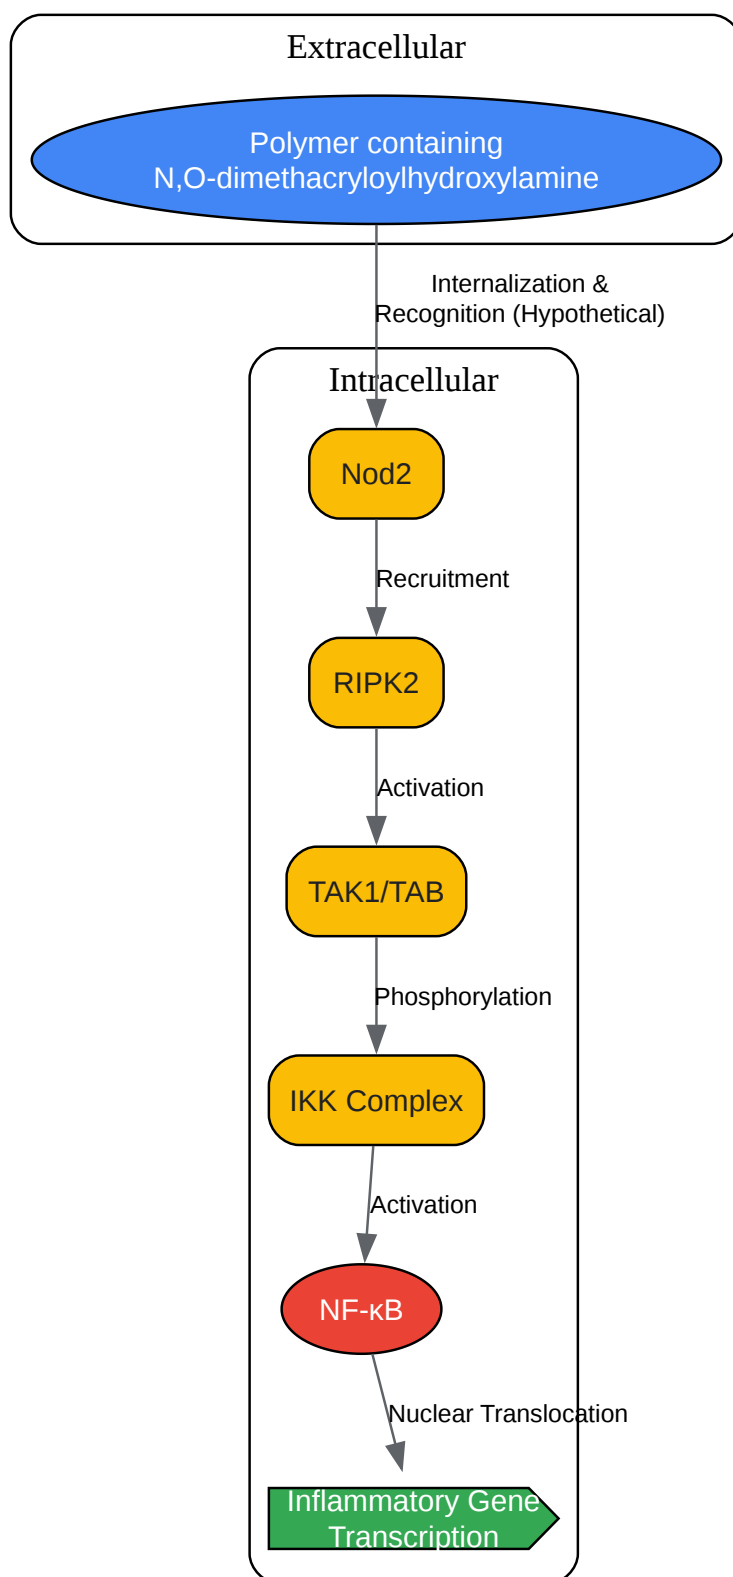 Extracellular
Polymer containing
N,O-dimethacryloylhydroxylamine
Internalization &
Recognition (Hypothetical)
Intracellular
Nod2
Recruitment
RIPK2
Activation
TAK1/TAB
Phosphorylation
IKK Complex
Activation
NF-κB
Nuclear Translocation
Inflammatory Gene
Transcription